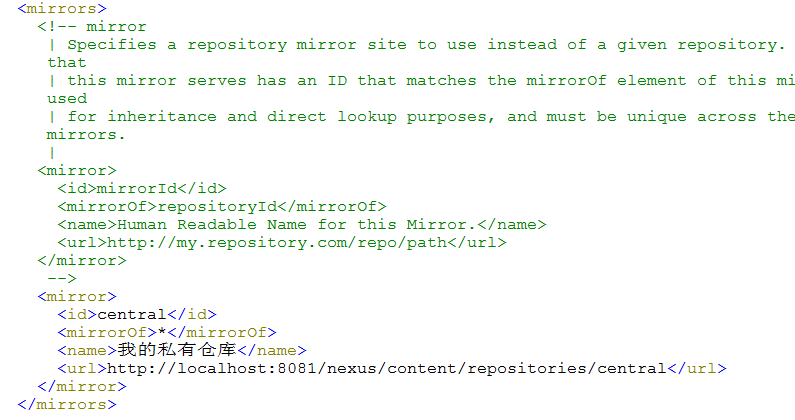 <mirrors>
<!-- mirror
| Specifies a repository mirror site to use instead of a given repository.
that
| this mirror serves has an ID that matches the mirrorOf element of this mi
used
| for inheritance and direct lookup purposes, and must be unique across the
mirrors.
|
<mirror>
<id>mirrorId</id>
<mirrorOf>repositoryId</mirrorOf>
<name>Human Readable Name for this Mirror.</name>
<url>http://my.repository.com/repo/path</url>
</mirror>
-->
<mirror>
<id>central</id>
<mirrorOf>*</mirrorOf>
<name>我的私有仓库</name>
<url>http://localhost:8081/nexus/content/repositories/central</url>
</mirror>
</mirrors>